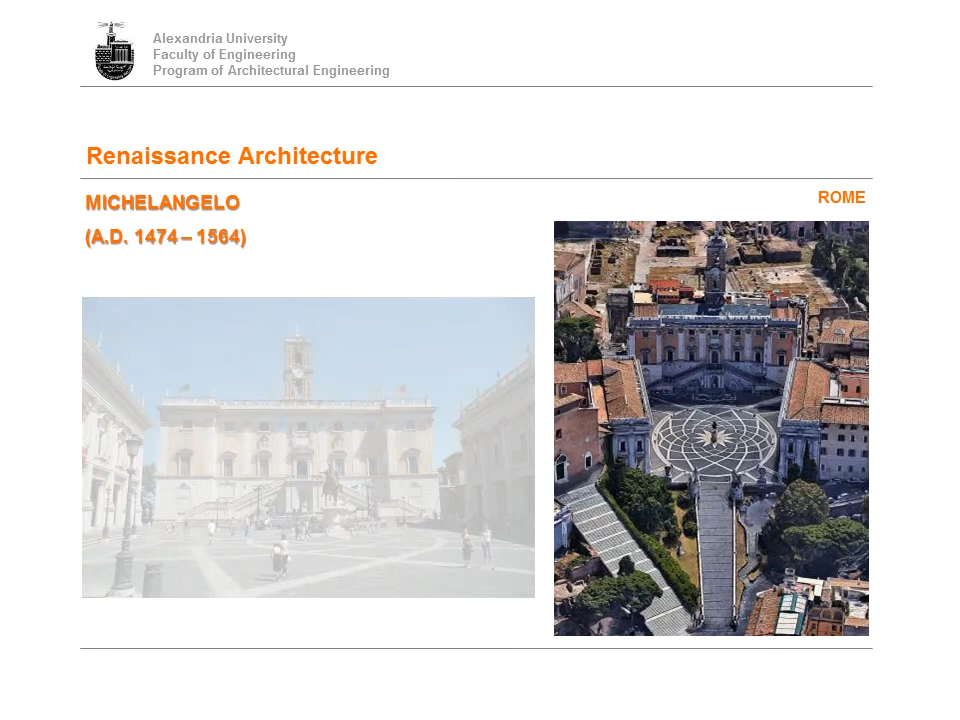 Alexandria University
Faculty of Engineering
Program of Architectural Engineering
Renaissance Architecture
MICHELANGELO
(A.D. 1474 – 1564)
ROME